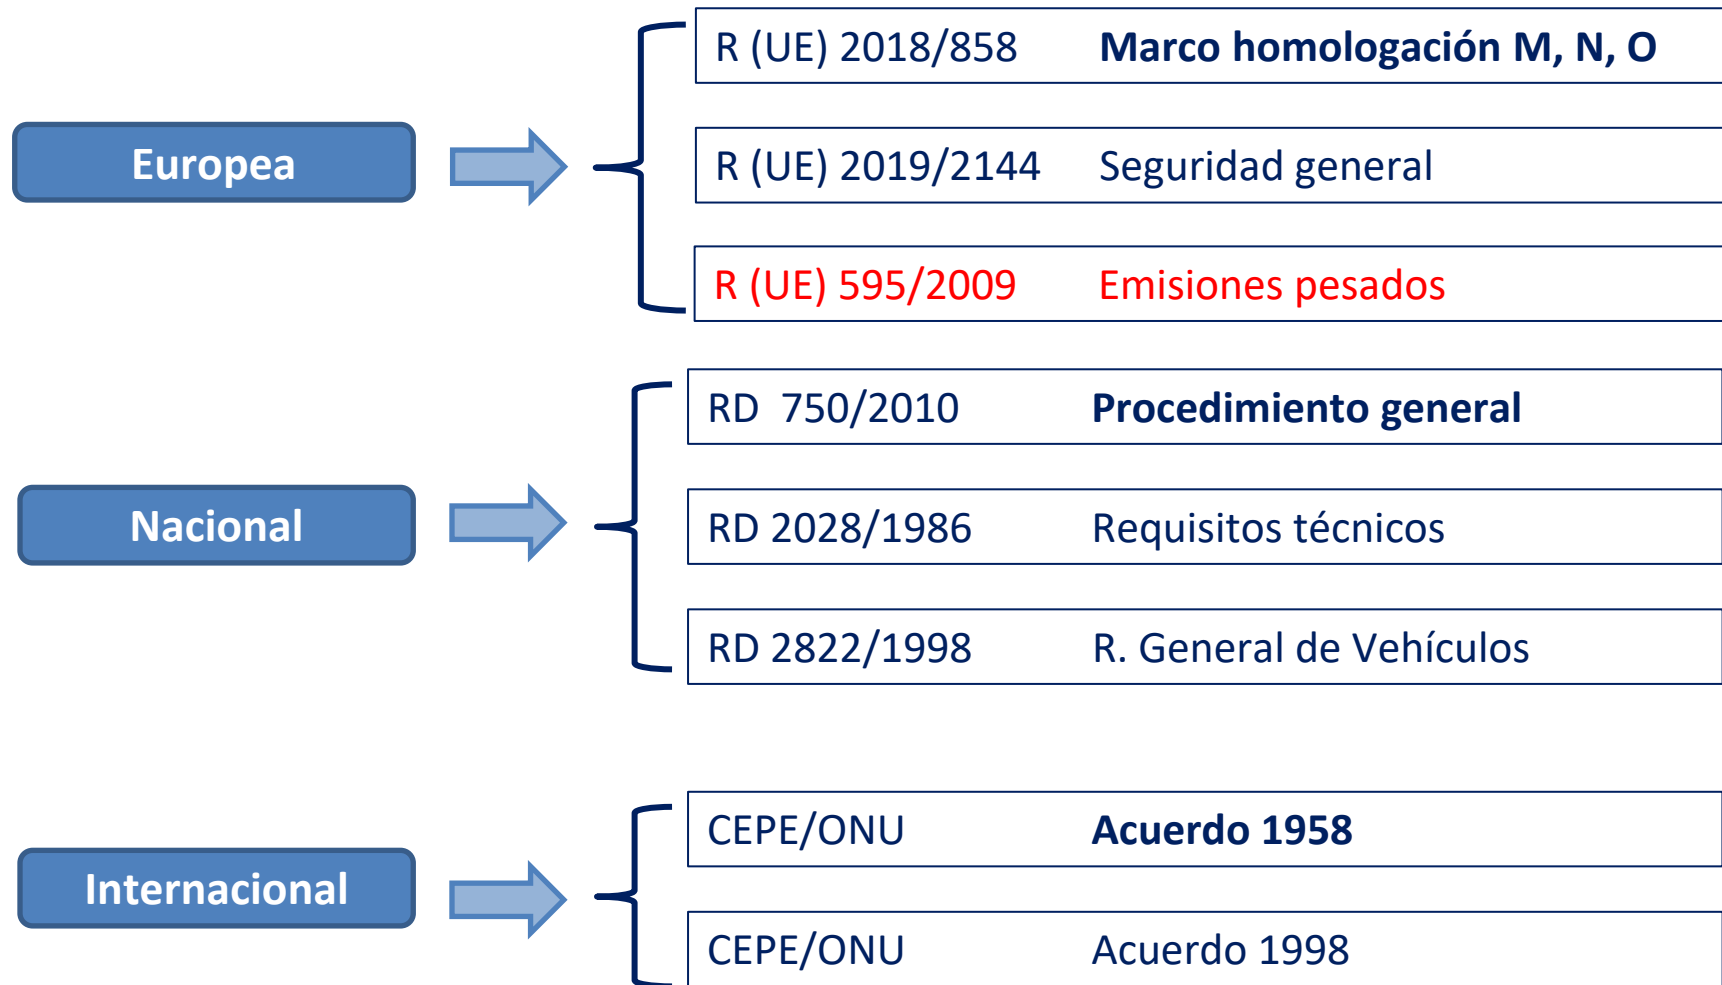 Europea
R (UE) 2018/858 Marco homologación M, N, O
R (UE) 2019/2144 Seguridad general
R (UE) 595/2009 Emisiones pesados
Nacional
RD 750/2010 Procedimiento general
RD 2028/1986 Requisitos técnicos
RD 2822/1998 R. General de Vehículos
Internacional
CEPE/ONU Acuerdo 1958
CEPE/ONU Acuerdo 1998